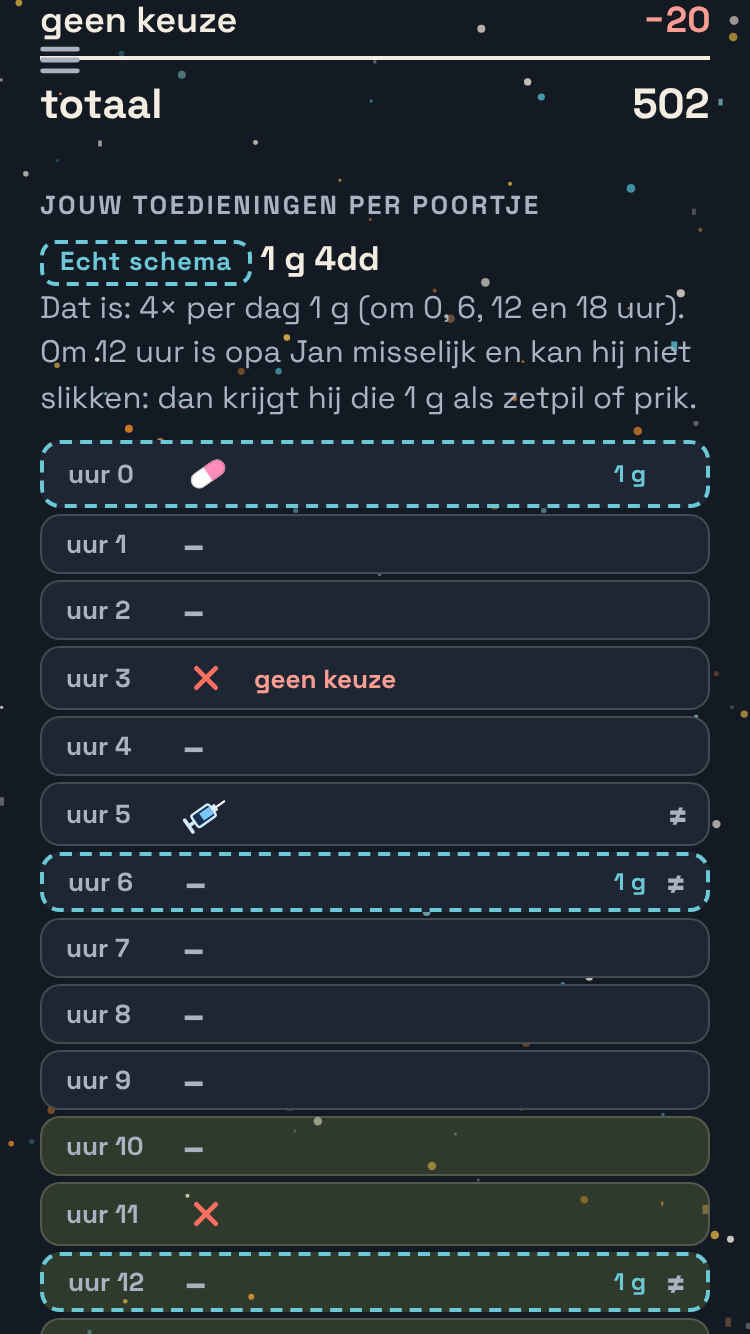 geen keuze −20
totaal 502
JOUW TOEDIENINGEN PER POORTJE
Echt schema 1 g 4dd
Dat is: 4× per dag 1 g (om 0, 6, 12 en 18 uur).
Om 12 uur is opa Jan misselijk en kan hij niet
slikken: dan krijgt hij die 1 g als zetpil of prik.
uur 0 1 g
uur 1 –
uur 2 –
uur 3 geen keuze
uur 4 –
uur 5 ≠
uur 6 – 1 g ≠
uur 7 –
uur 8 –
uur 9 –
uur 10 –
uur 11
uur 12 – 1 g ≠